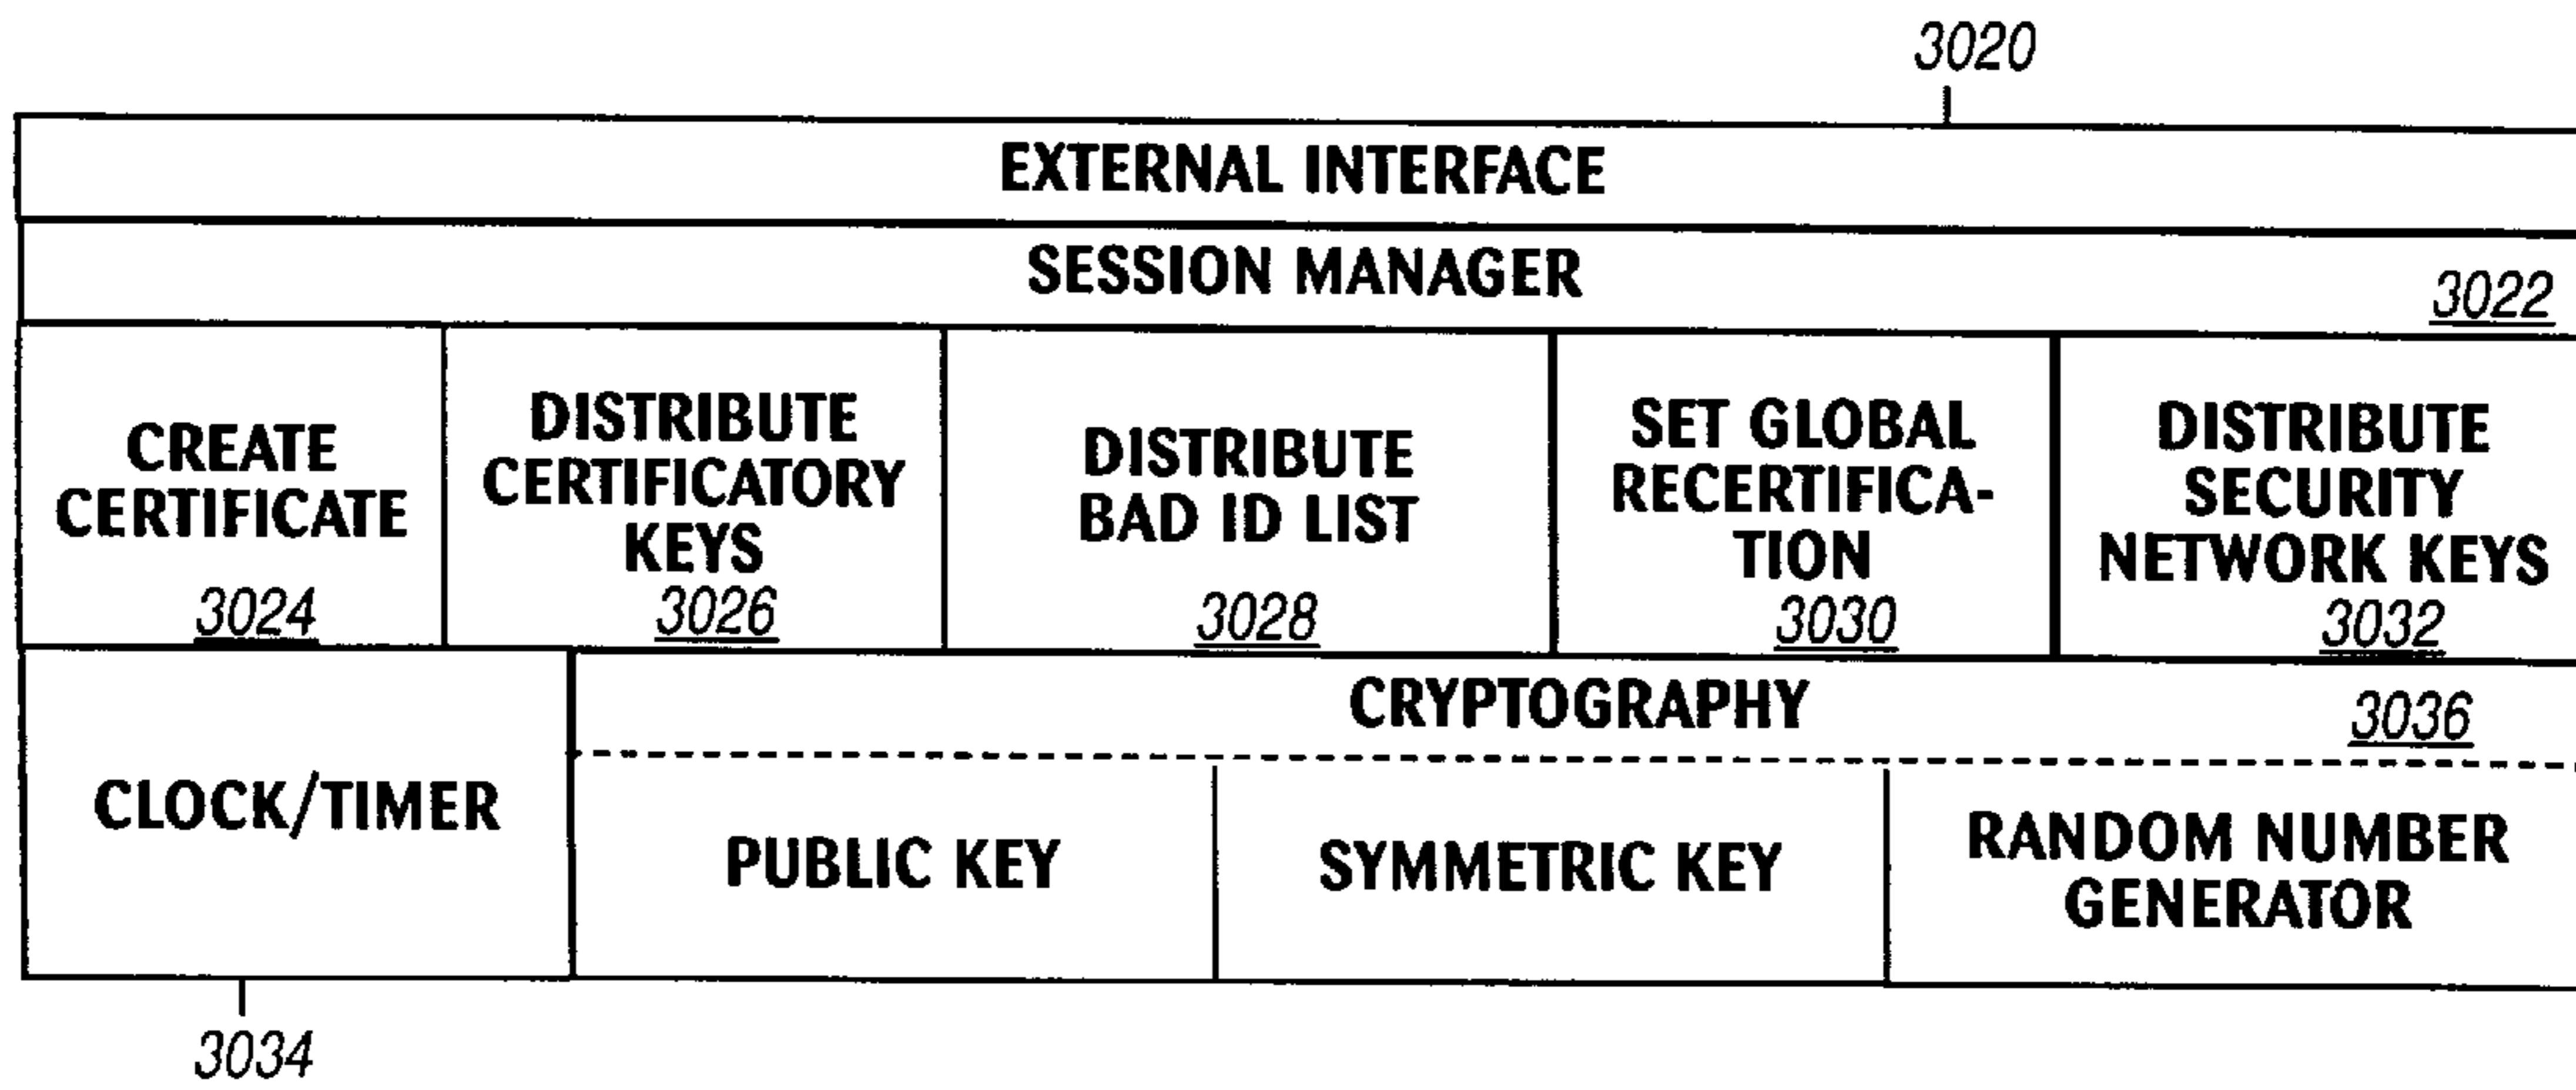 3020
EXTERNAL INTERFACE
SESSION MANAGER
3022
CREATE
CERTIFICATE
3024
DISTRIBUTE
CERTIFICATORY
KEYS
3026
DISTRIBUTE
BAD ID LIST
3028
SET GLOBAL
RECERTIFICA-
TION
3030
DISTRIBUTE
SECURITY
NETWORK KEYS
3032
CLOCK/TIMER
3034
CRYPTOGRAPHY
3036
PUBLIC KEY
SYMMETRIC KEY
RANDOM NUMBER
GENERATOR